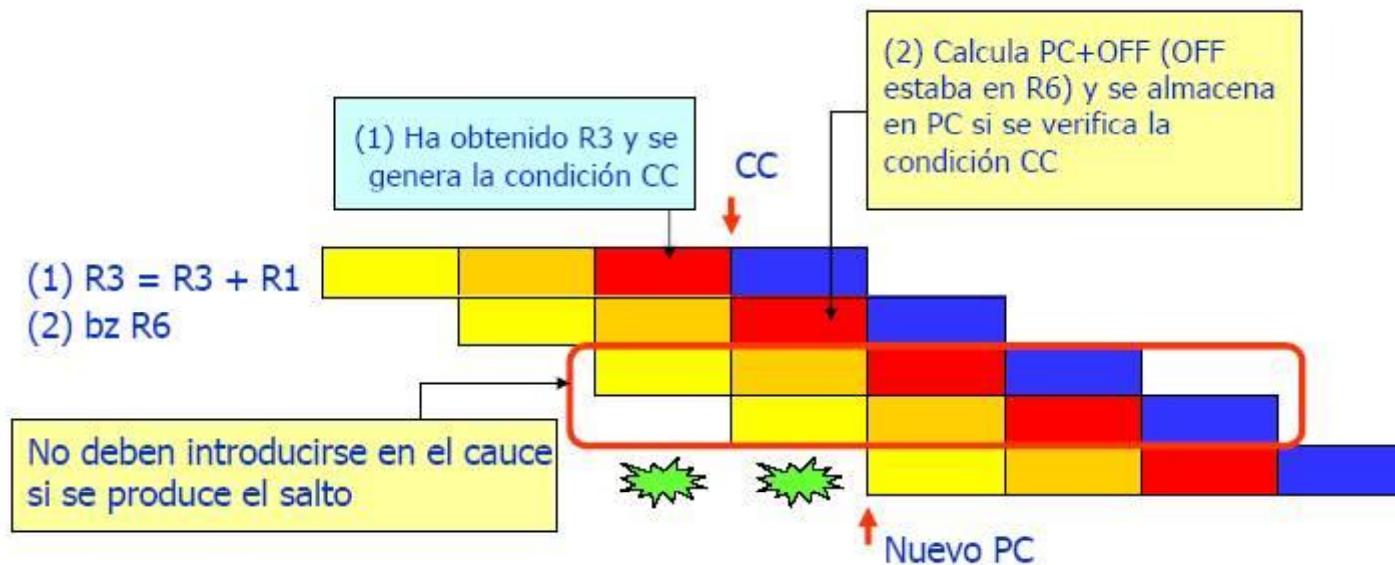 (2) Calcula PC+OFF (OFF
estaba en R6) y se almacena
en PC si se verifica la
condición CC
(1) Ha obtenido R3 y se
genera la condición CC
CC
(1) R3 = R3 + R1
(2) bz R6
No deben introducirse en el cauce
si se produce el salto
Nuevo PC